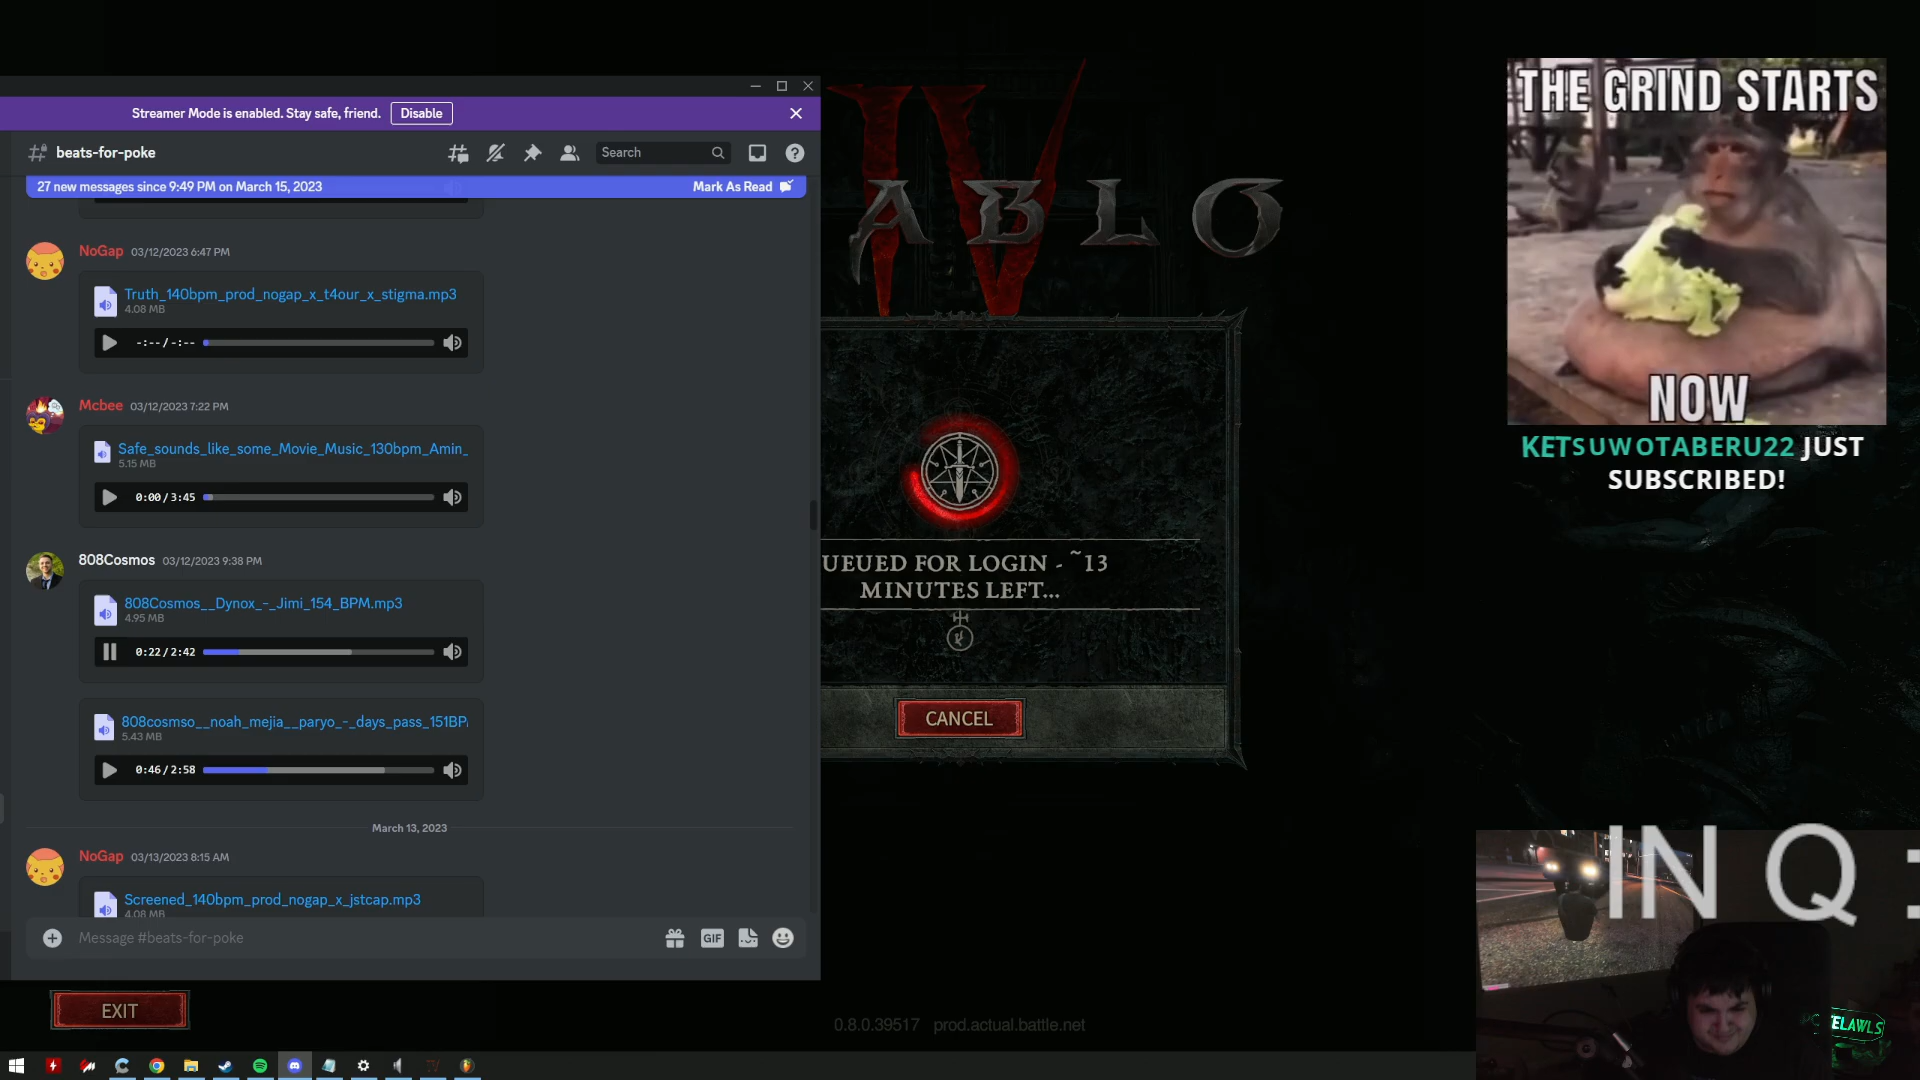 Streamer Mode is enabled. Stay safe, friend. Disable
beats-for-poke
Search
27 new messages since 9:49 PM on March 15, 2023 Mark As Read
NoGap 03/12/2023 6:47 PM
Truth_140bpm_prod_nogap_x_t4our_x_stigma.mp3
4.08 MB
-:-- / -:--
Mcbee 03/12/2023 7:22 PM
Safe_sounds_like_some_Movie_Music_130bpm_Amin_
5.15 MB
0:00 / 3:45
808Cosmos 03/12/2023 9:38 PM
808Cosmos__Dynox_-_Jimi_154_BPM.mp3
4.95 MB
0:22 / 2:42
808cosmso__noah_mejia__paryo_-_days_pass_151BP
5.43 MB
0:46 / 2:58
March 13, 2023
NoGap 03/13/2023 8:15 AM
Screened_140bpm_prod_nogap_x_jstcap.mp3
4.08 MB
Message #beats-for-poke
GIF
EXIT
IV
ABLO
UEUED FOR LOGIN - ~13
MINUTES LEFT...
CANCEL
0.8.0.39517 prod.actual.battle.net
THE GRIND STARTS
NOW
KETSUWOTABERU22 JUST
SUBSCRIBED!
IN Q :
ELAWLS